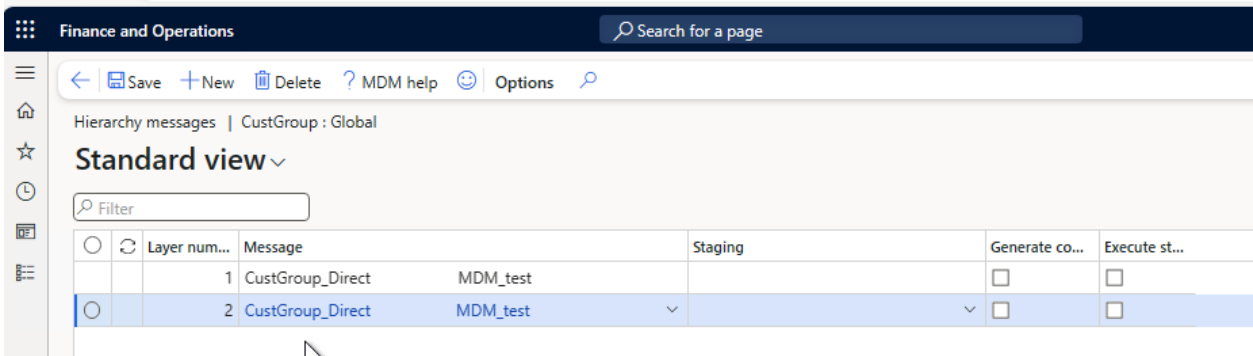 Finance and Operations Search for a page
Save New Delete ? MDM help Options
Hierarchy messages | CustGroup : Global
Standard view
Filter
Layer num... Message Staging Generate co... Execute st...
1 CustGroup_Direct MDM_test
2 CustGroup_Direct MDM_test